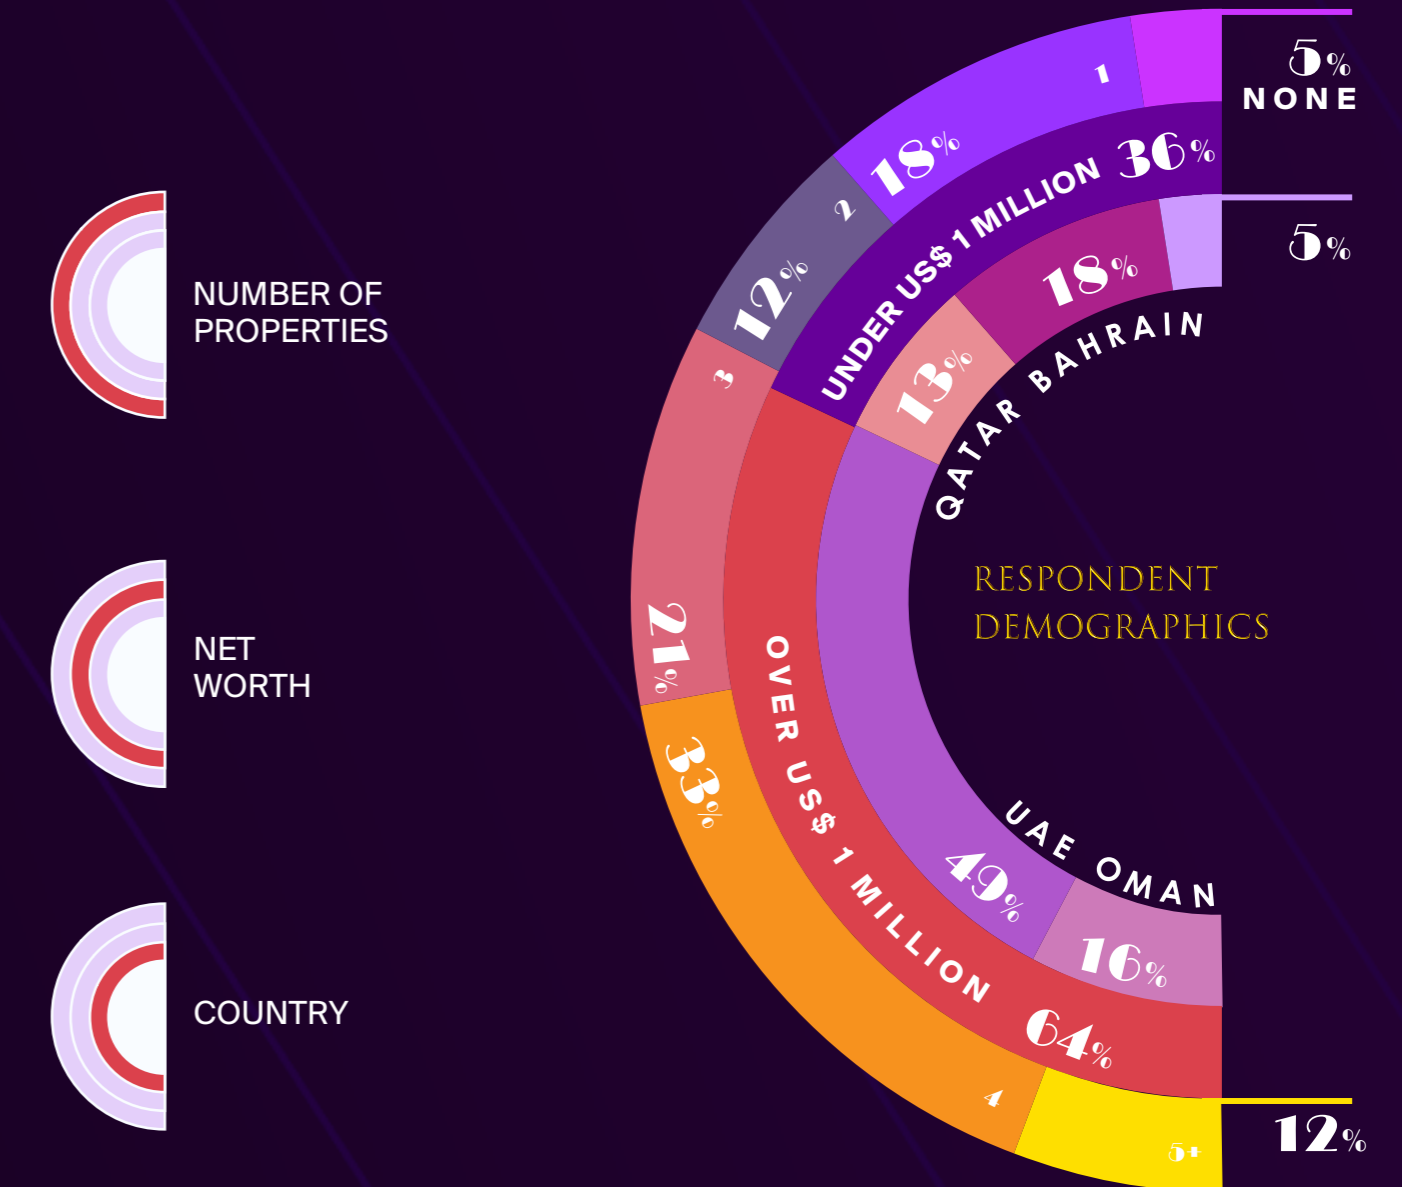 NUMBER OF
PROPERTIES
NET
WORTH
COUNTRY
5%
NONE
1
18%
2
12%
3
21%
33%
4
5+
12%
UNDER US$ 1 MILLION 36%
OVER US$ 1 MILLION 64%
5%
18%
13%
49%
16%
QATAR BAHRAIN
UAE OMAN
RESPONDENT
DEMOGRAPHICS